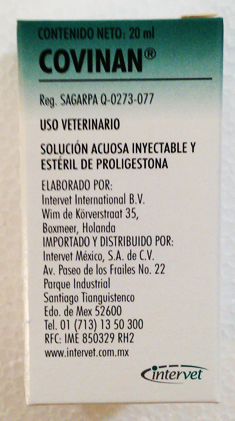 CONTENIDO NETO: 20 ml
COVINAN®
Reg. SAGARPA Q-0273-077
USO VETERINARIO
SOLUCIÓN ACUOSA INYECTABLE Y
ESTÉRIL DE PROLIGESTONA
ELABORADO POR:
Intervet International B.V.
Wim de Körverstraat 35,
Boxmeer, Holanda
IMPORTADO Y DISTRIBUIDO POR:
Intervet México, S.A. de C.V.
Av. Paseo de los Frailes No. 22
Parque Industrial
Santiago Tianguistenco
Edo. de Mex 52600
Tel. 01 (713) 13 50 300
RFC: IME 850329 RH2
www.intervet.com.mx
intervet